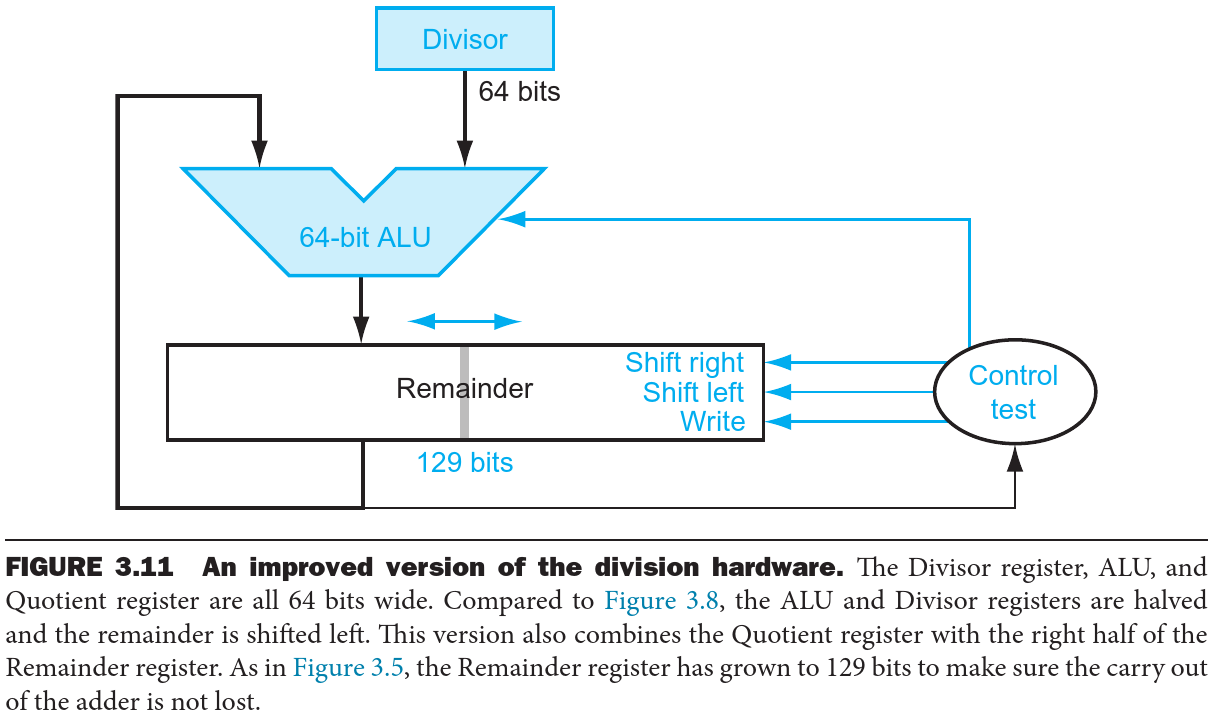 Divisor
64 bits
64-bit ALU
Remainder
Shift right
Shift left
Write
Control
test
129 bits
FIGURE 3.11 An improved version of the division hardware. The Divisor register, ALU, and
Quotient register are all 64 bits wide. Compared to Figure 3.8, the ALU and Divisor registers are halved
and the remainder is shifted left. This version also combines the Quotient register with the right half of the
Remainder register. As in Figure 3.5, the Remainder register has grown to 129 bits to make sure the carry out
of the adder is not lost.